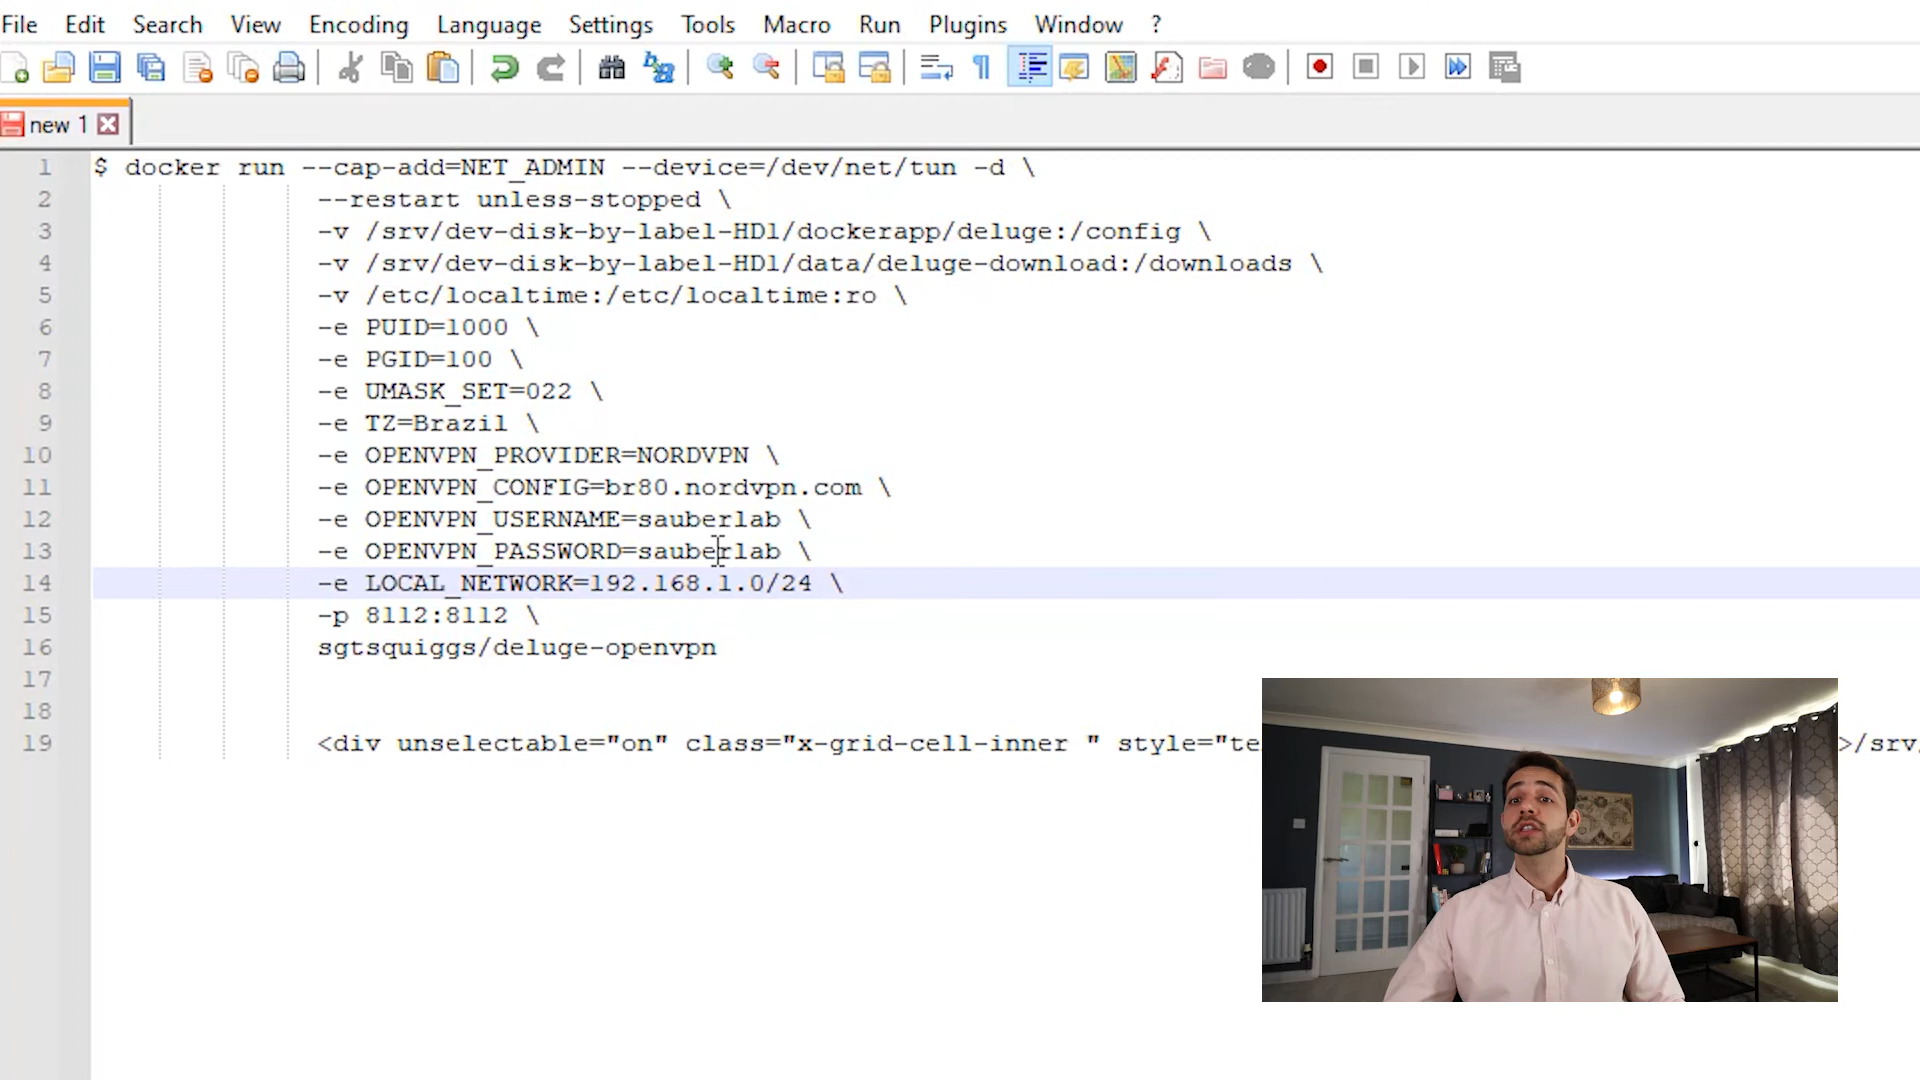 File Edit Search View Encoding Language Settings Tools Macro Run Plugins Window ?
new 1
1 $ docker run --cap-add=NET_ADMIN --device=/dev/net/tun -d \
2 --restart unless-stopped \
3 -v /srv/dev-disk-by-label-HD1/dockerapp/deluge:/config \
4 -v /srv/dev-disk-by-label-HD1/data/deluge-download:/downloads \
5 -v /etc/localtime:/etc/localtime:ro \
6 -e PUID=1000 \
7 -e PGID=100 \
8 -e UMASK_SET=022 \
9 -e TZ=Brazil \
10 -e OPENVPN_PROVIDER=NORDVPN \
11 -e OPENVPN_CONFIG=br80.nordvpn.com \
12 -e OPENVPN_USERNAME=sauberlab \
13 -e OPENVPN_PASSWORD=sauberlab \
14 -e LOCAL_NETWORK=192.168.1.0/24 \
15 -p 8112:8112 \
16 sgtsquiggs/deluge-openvpn
17
18
19 <div unselectable="on" class="x-grid-cell-inner " style="te >/srv/